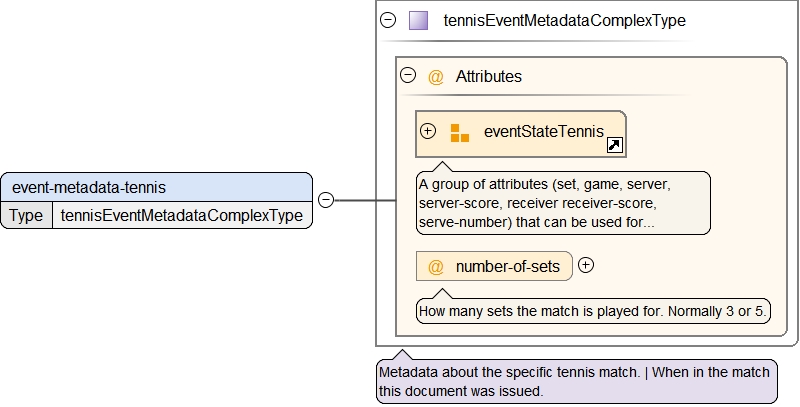 tennisEventMetadataComplexType
@ Attributes
eventStateTennis
A group of attributes (set, game, server,
server-score, receiver receiver-score,
serve-number) that can be used for...
event-metadata-tennis
Type tennisEventMetadataComplexType
@ number-of-sets
How many sets the match is played for. Normally 3 or 5.
Metadata about the specific tennis match. | When in the match
this document was issued.